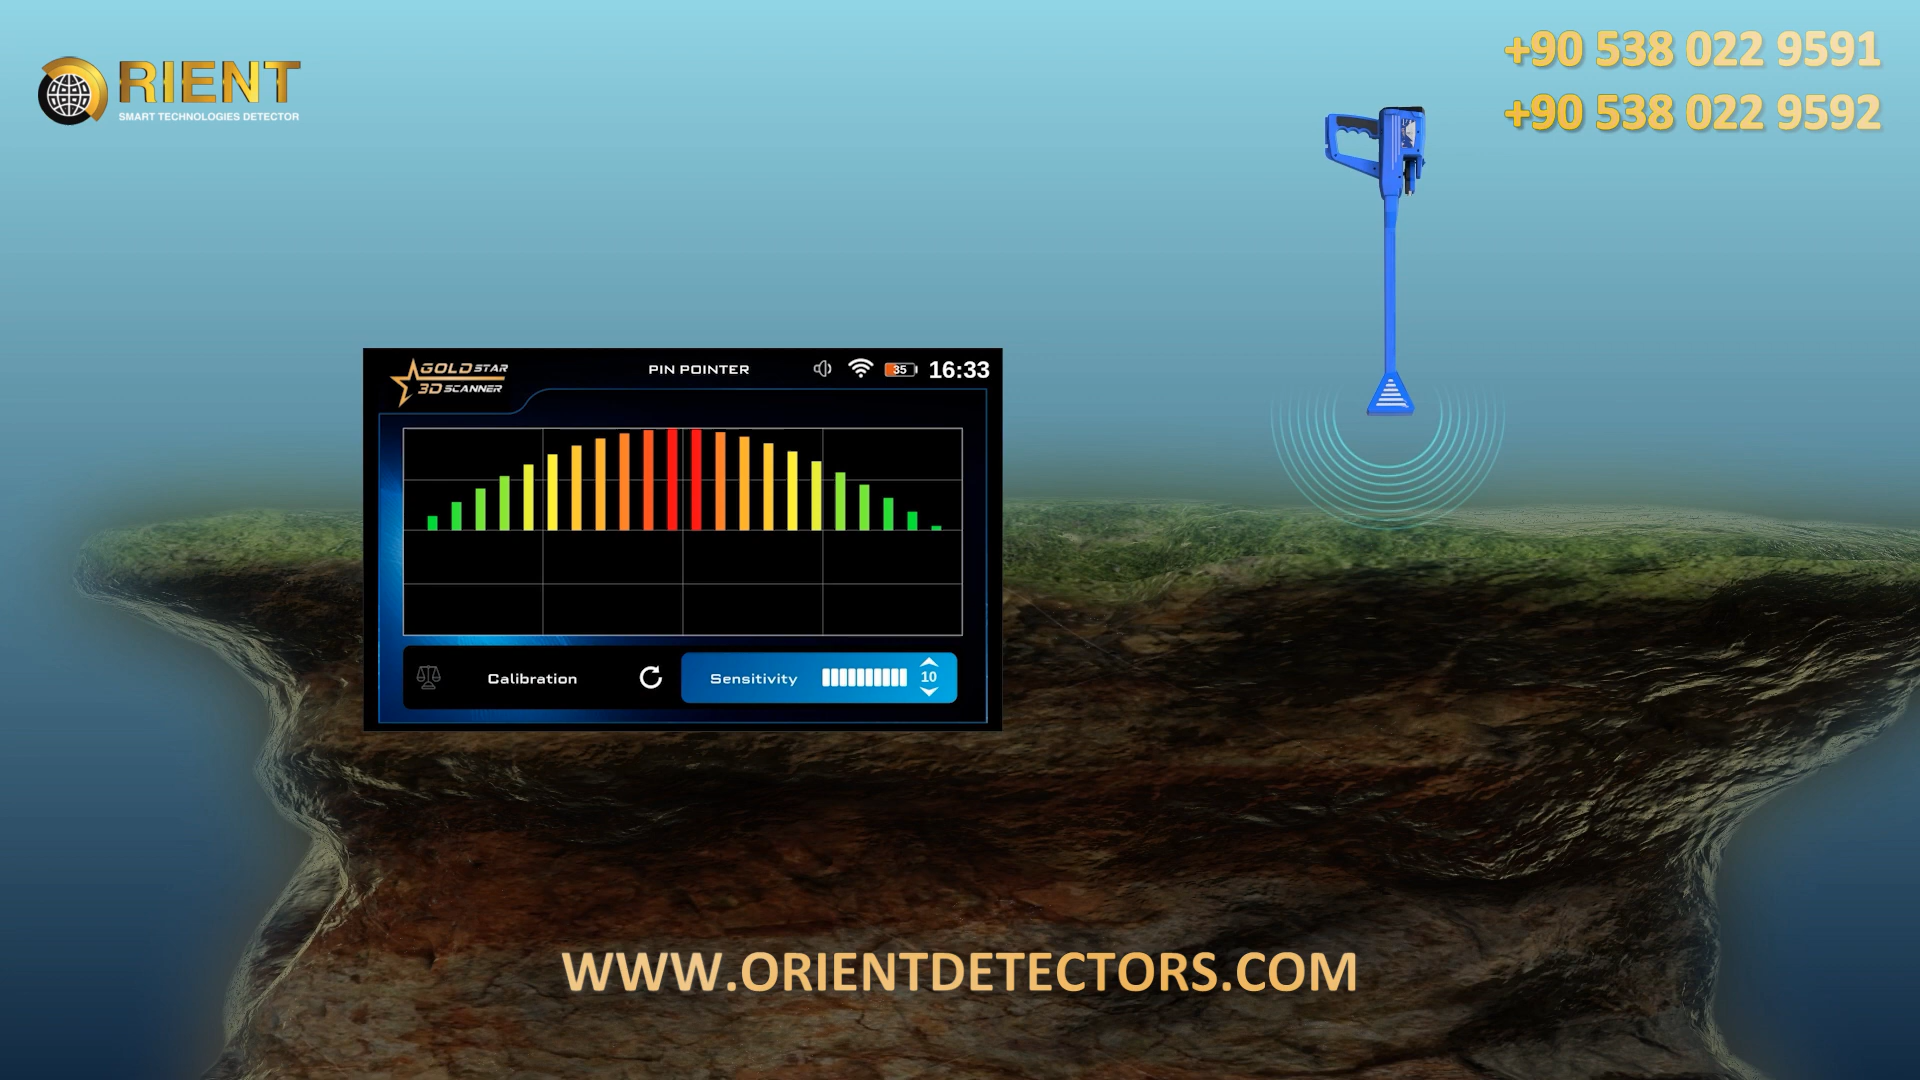 ORIENT
SMART TECHNOLOGIES DETECTOR
+90 538 022 9591
+90 538 022 9592
GOLD STAR
3D SCANNER
PIN POINTER
35
16:33
Calibration
Sensitivity
10
WWW.ORIENTDETECTORS.COM